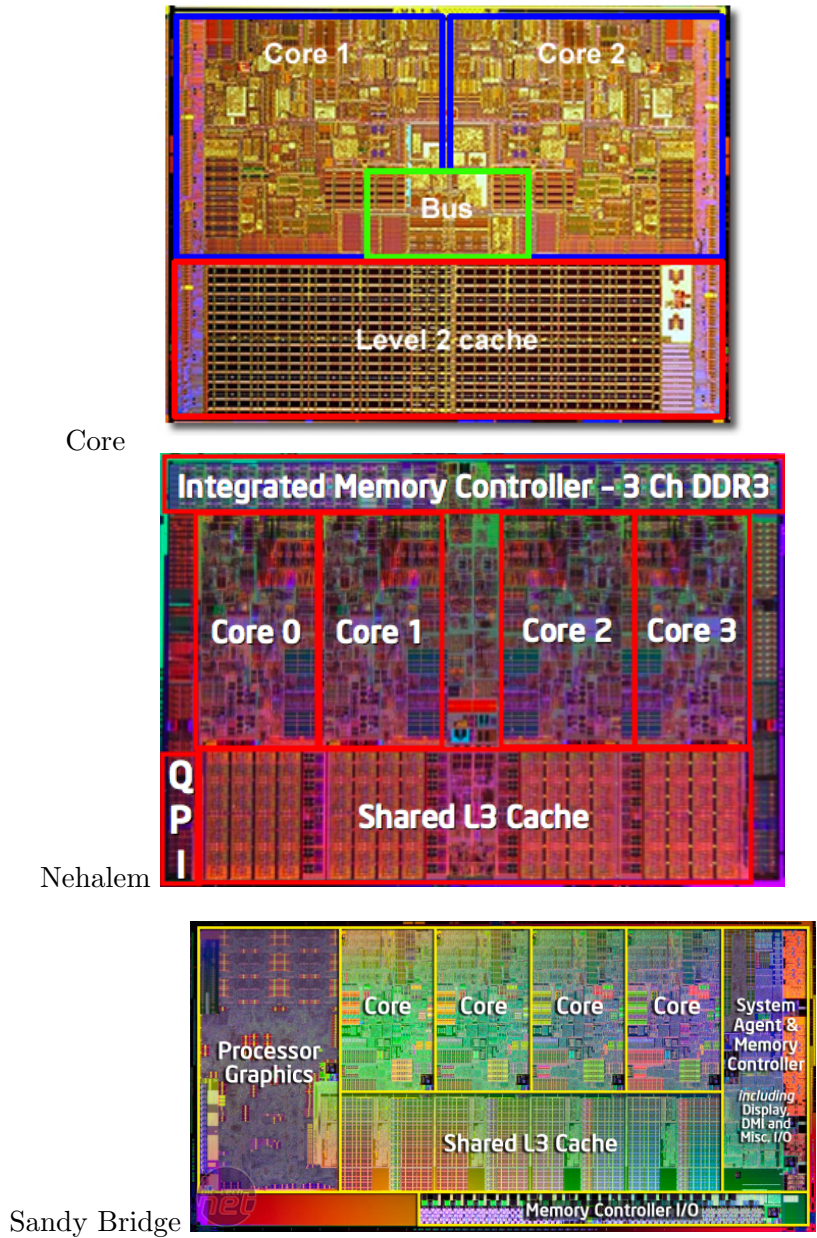 Core 1
Core 2
Bus
Level 2 cache
Core
Integrated Memory Controller – 3 Ch DDR3
Core 0
Core 1
Core 2
Core 3
Q
P
I
Shared L3 Cache
Nehalem
Processor
Graphics
Core
Core
Core
Core
System
Agent &
Memory
Controller
including
Display,
DMI and
Misc. I/O
Shared L3 Cache
net
Memory Controller I/O
Sandy Bridge